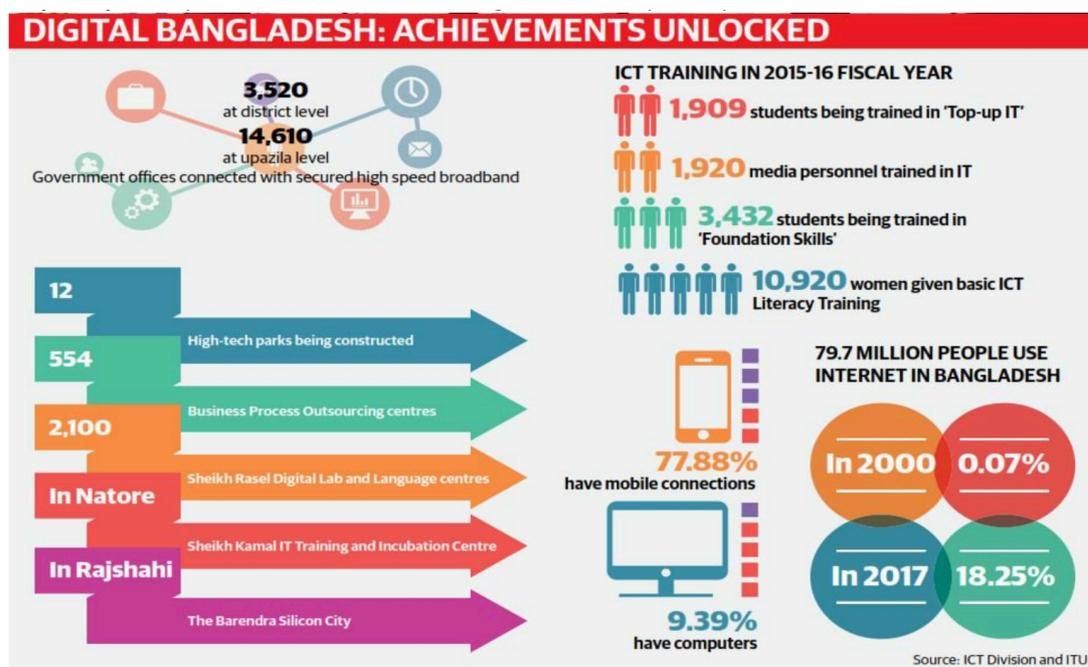 DIGITAL BANGLADESH: ACHIEVEMENTS UNLOCKED
3,520
at district level
14,610
at upazila level
Government offices connected with secured high speed broadband
12
High-tech parks being constructed
554
Business Process Outsourcing centres
2,100
Sheikh Rasel Digital Lab and Language centres
In Natore
Sheikh Kamal IT Training and Incubation Centre
In Rajshahi
The Barendra Silicon City
ICT TRAINING IN 2015-16 FISCAL YEAR
1,909 students being trained in 'Top-up IT'
1,920 media personnel trained in IT
3,432 students being trained in
'Foundation Skills'
10,920 women given basic ICT
Literacy Training
77.88%
have mobile connections
9.39%
have computers
79.7 MILLION PEOPLE USE
INTERNET IN BANGLADESH
In 2000 0.07%
In 2017 18.25%
Source: ICT Division and ITU